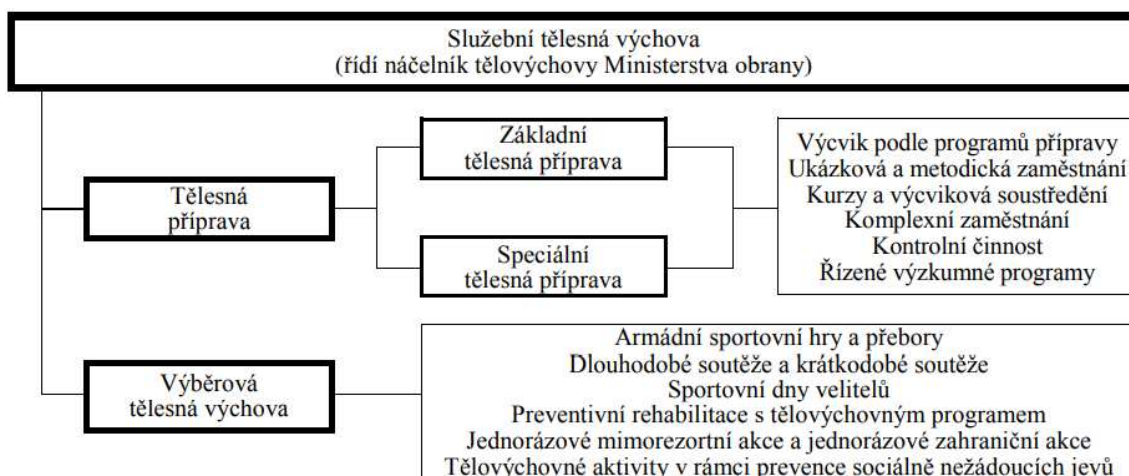 Služební tělesná výchova
(řídí náčelník tělovýchovy Ministerstva obrany)
Základní
tělesná příprava
Tělesná
příprava
Speciální
tělesná příprava
Výcvik podle programů přípravy
Ukázková a metodická zaměstnání
Kurzy a výcviková soustředění
Komplexní zaměstnání
Kontrolní činnost
Řízené výzkumné programy
Výběrová
tělesná výchova
Armádní sportovní hry a přebory
Dlouhodobé soutěže a krátkodobé soutěže
Sportovní dny velitelů
Preventivní rehabilitace s tělovýchovným programem
Jednorázové mimorezortní akce a jednorázové zahraniční akce
Tělovýchovné aktivity v rámci prevence sociálně nežádoucích jevů